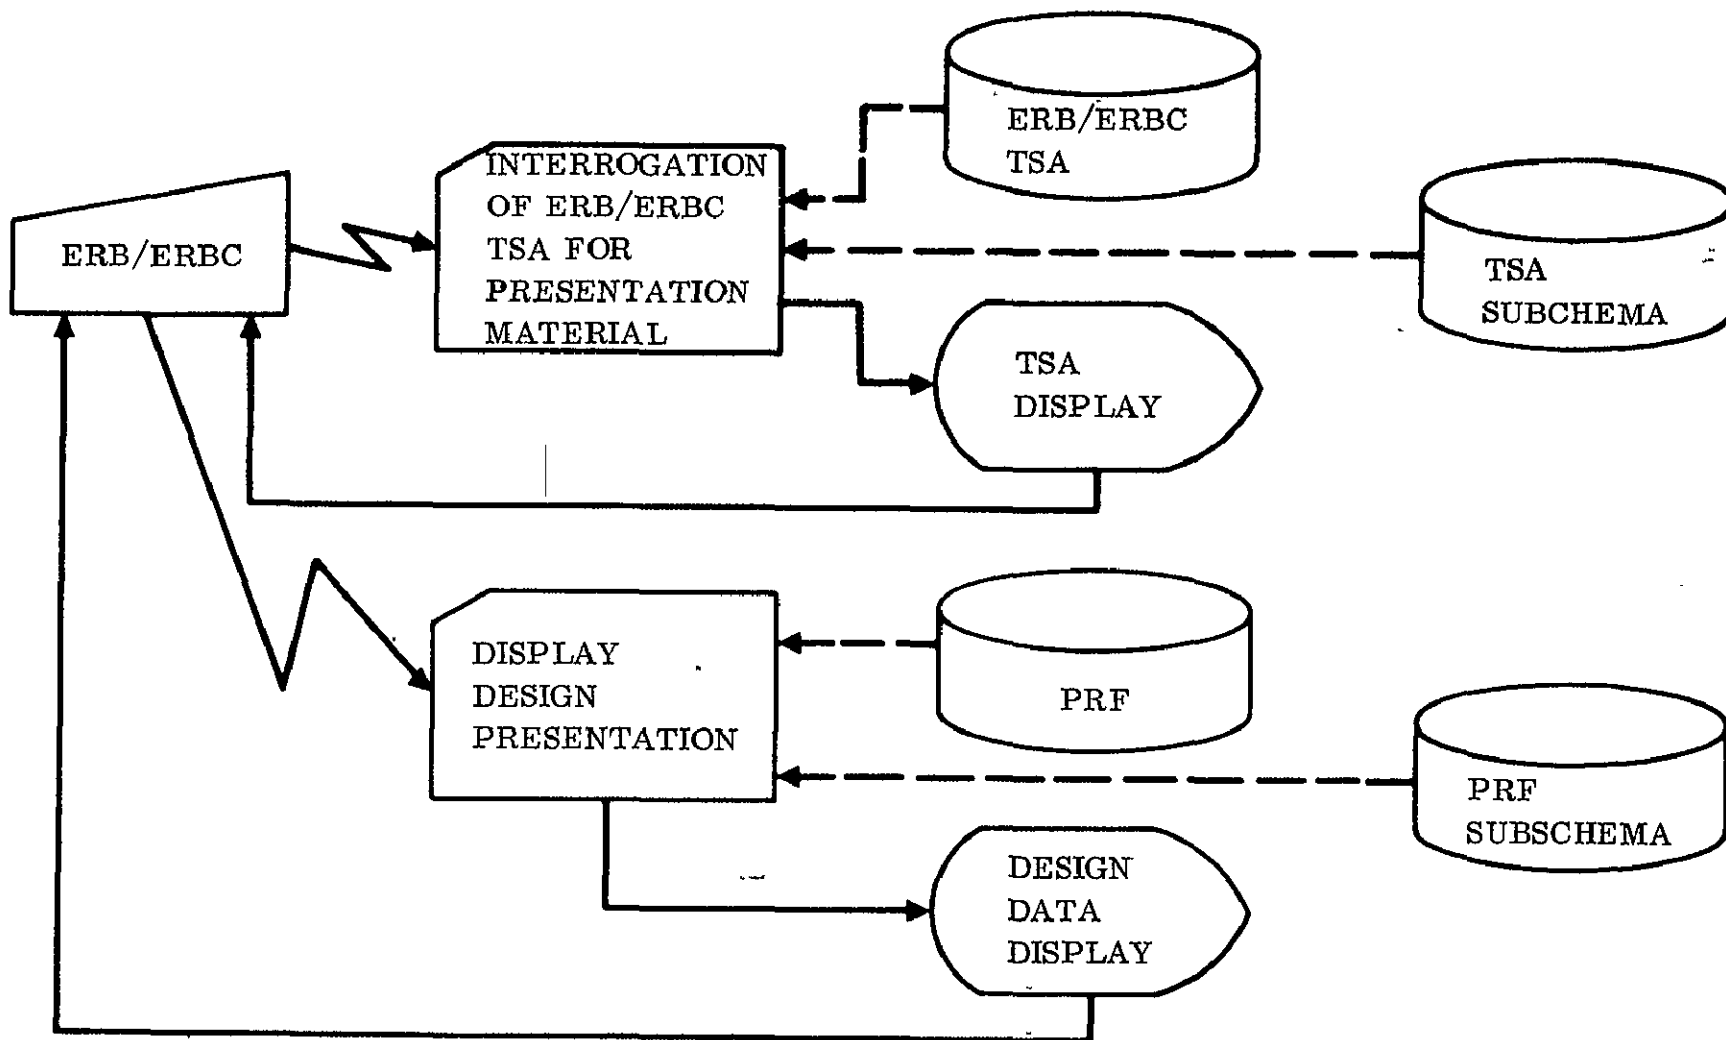 ERB/ERBC
INTERROGATION
OF ERB/ERBC
TSA FOR
PRESENTATION
MATERIAL
ERB/ERBC
TSA
TSA
SUBCHEMA
TSA
DISPLAY
DISPLAY
DESIGN
PRESENTATION
PRF
PRF
SUBSCHEMA
DESIGN
DATA
DISPLAY